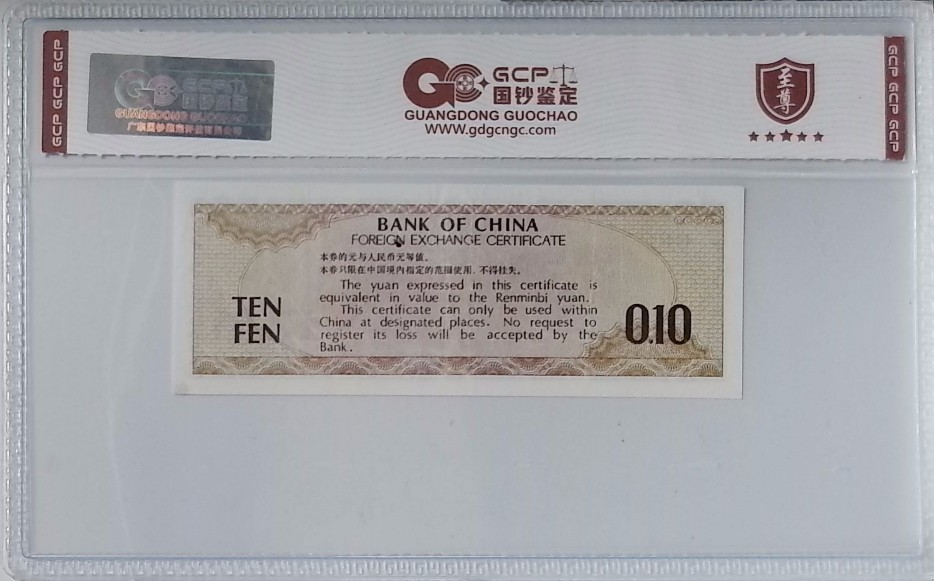 GCP GCP GCP
GCP
GUANGDONG GUOCHAO
GCP
国钞鉴定
GUANGDONG GUOCHAO
www.gdgcngc.com
至尊
GCP GCP GCP
BANK OF CHINA
FOREIGN EXCHANGE CERTIFICATE
本券的元与人民币元等值。
本券只限在中国境内指定的范围使用,不得挂失。
The yuan expressed in this certificate is
equivalent in value to the Renminbi yuan.
This certificate can only be used within
China at designated places. No request to
register its loss will be accepted by the
Bank.
TEN
FEN
0.10